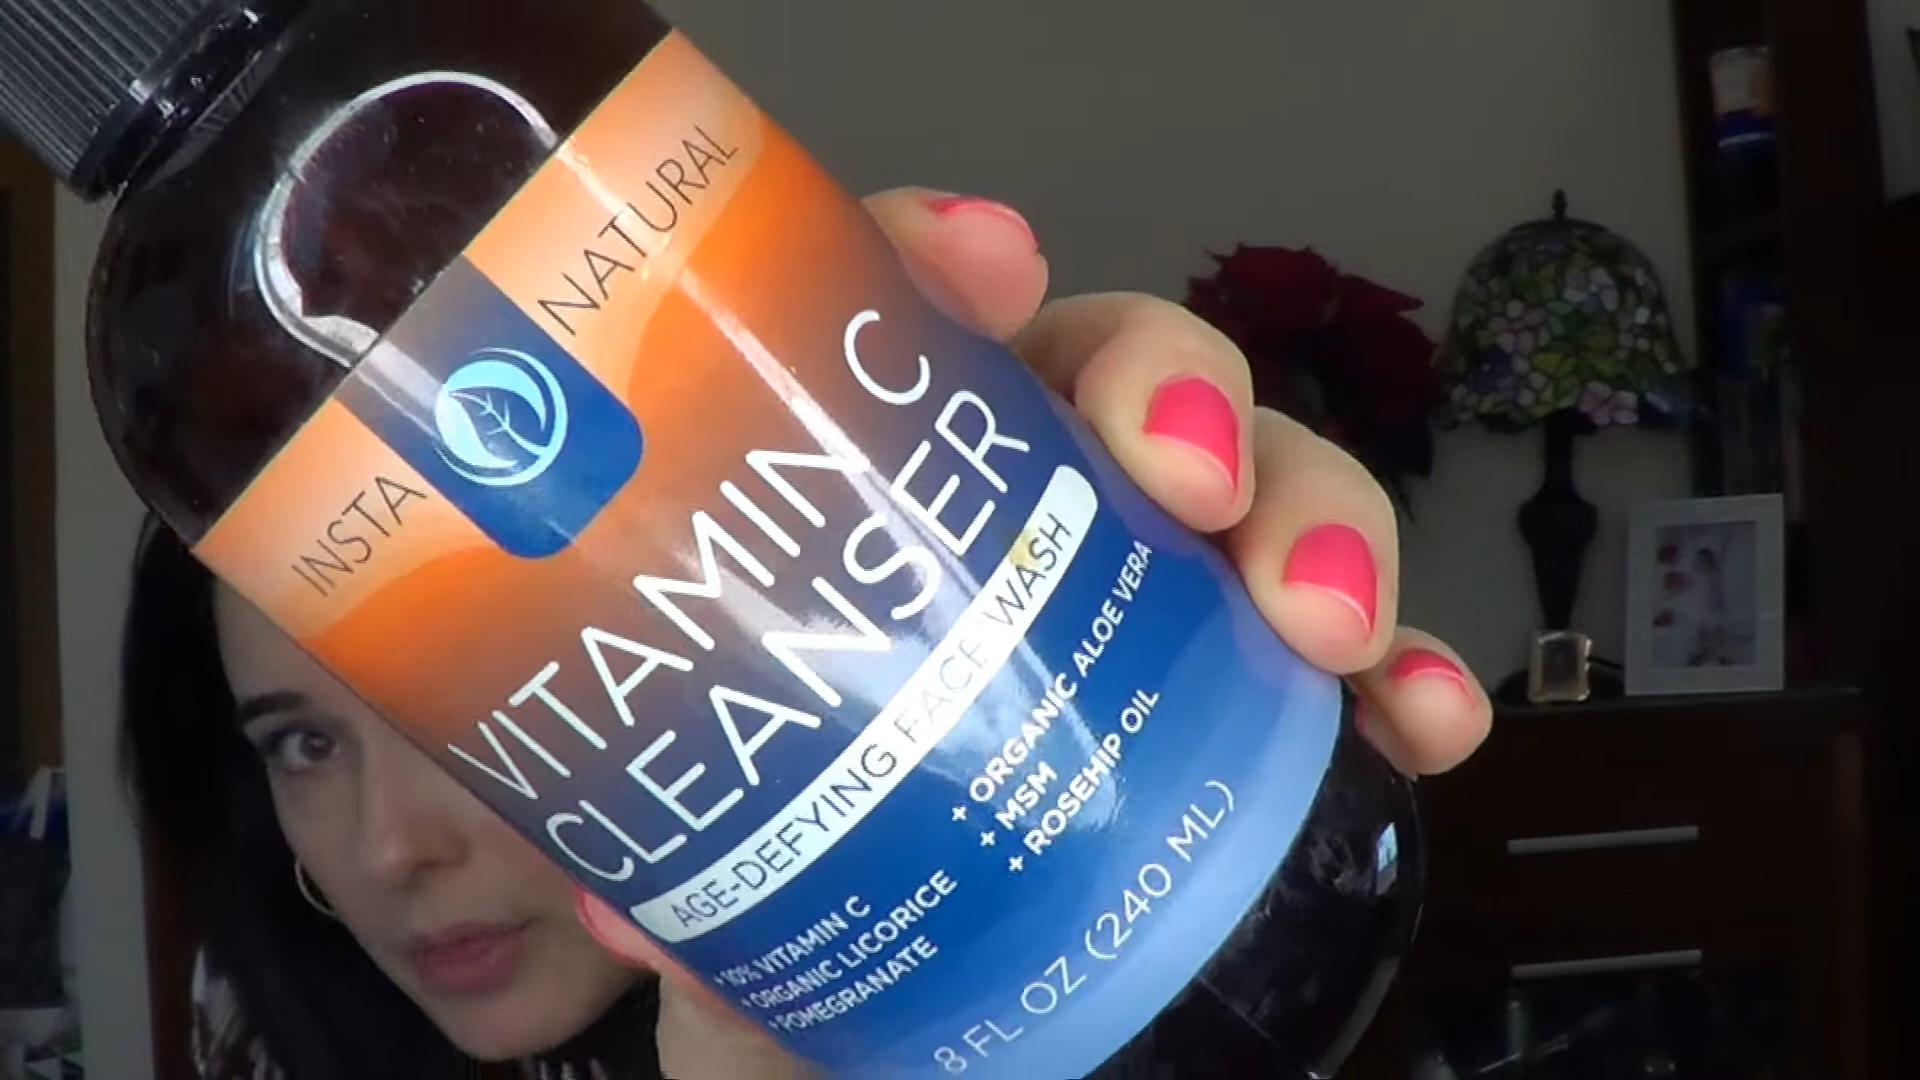 INSTA NATURAL
VITAMIN C
CLEANSER
AGE-DEFYING FACE WASH
+ 10% VITAMIN C
+ ORGANIC LICORICE
+ POMEGRANATE
+ ORGANIC ALOE VERA
+ MSM
+ ROSEHIP OIL
8 FL OZ (240 ML)